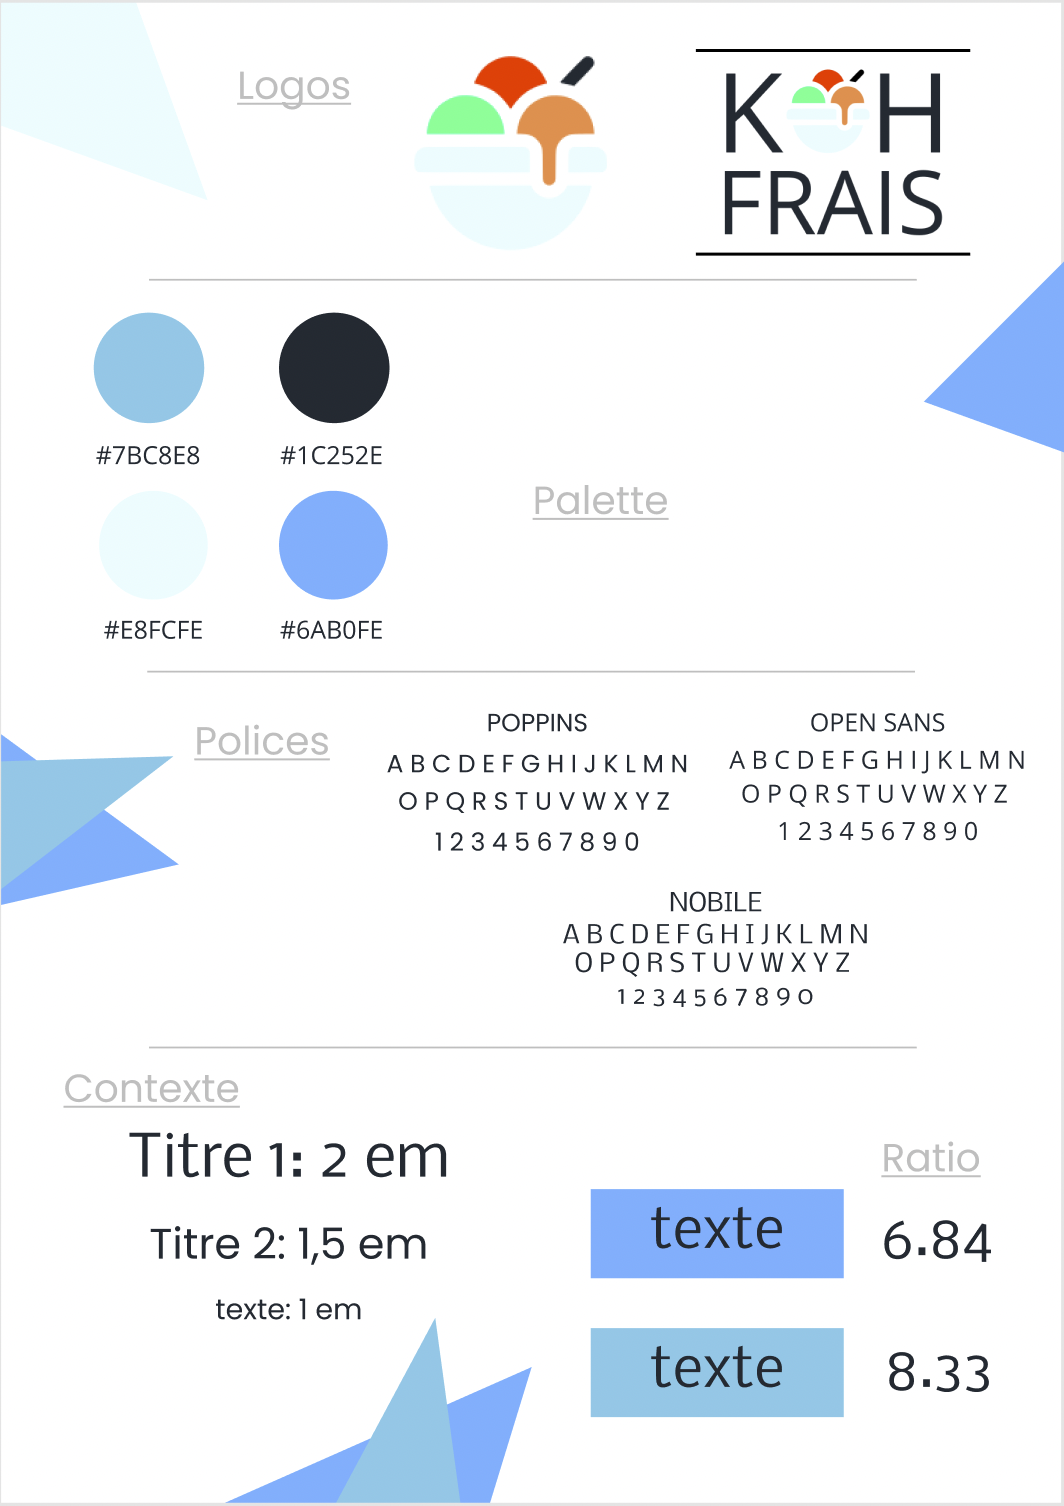 Logos
K H
FRAIS
#7BC8E8
#1C252E
#E8FCFE
#6AB0FE
Palette
Polices
POPPINS
A B C D E F G H I J K L M N
O P Q R S T U V W X Y Z
1 2 3 4 5 6 7 8 9 0
OPEN SANS
A B C D E F G H I J K L M N
O P Q R S T U V W X Y Z
1 2 3 4 5 6 7 8 9 0
NOBILE
A B C D E F G H I J K L M N
O P Q R S T U V W X Y Z
1 2 3 4 5 6 7 8 9 0
Contexte
Titre 1: 2 em
Titre 2: 1,5 em
texte: 1 em
Ratio
texte
6.84
texte
8.33